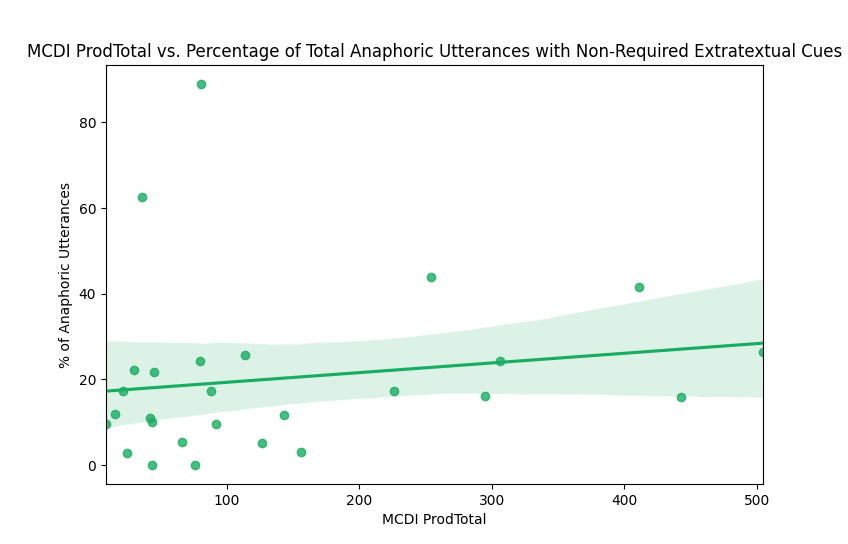 MCDI ProdTotal vs. Percentage of Total Anaphoric Utterances with Non-Required Extratextual Cues
% of Anaphoric Utterances
80
60
40
20
0
100 200 300 400 500
MCDI ProdTotal